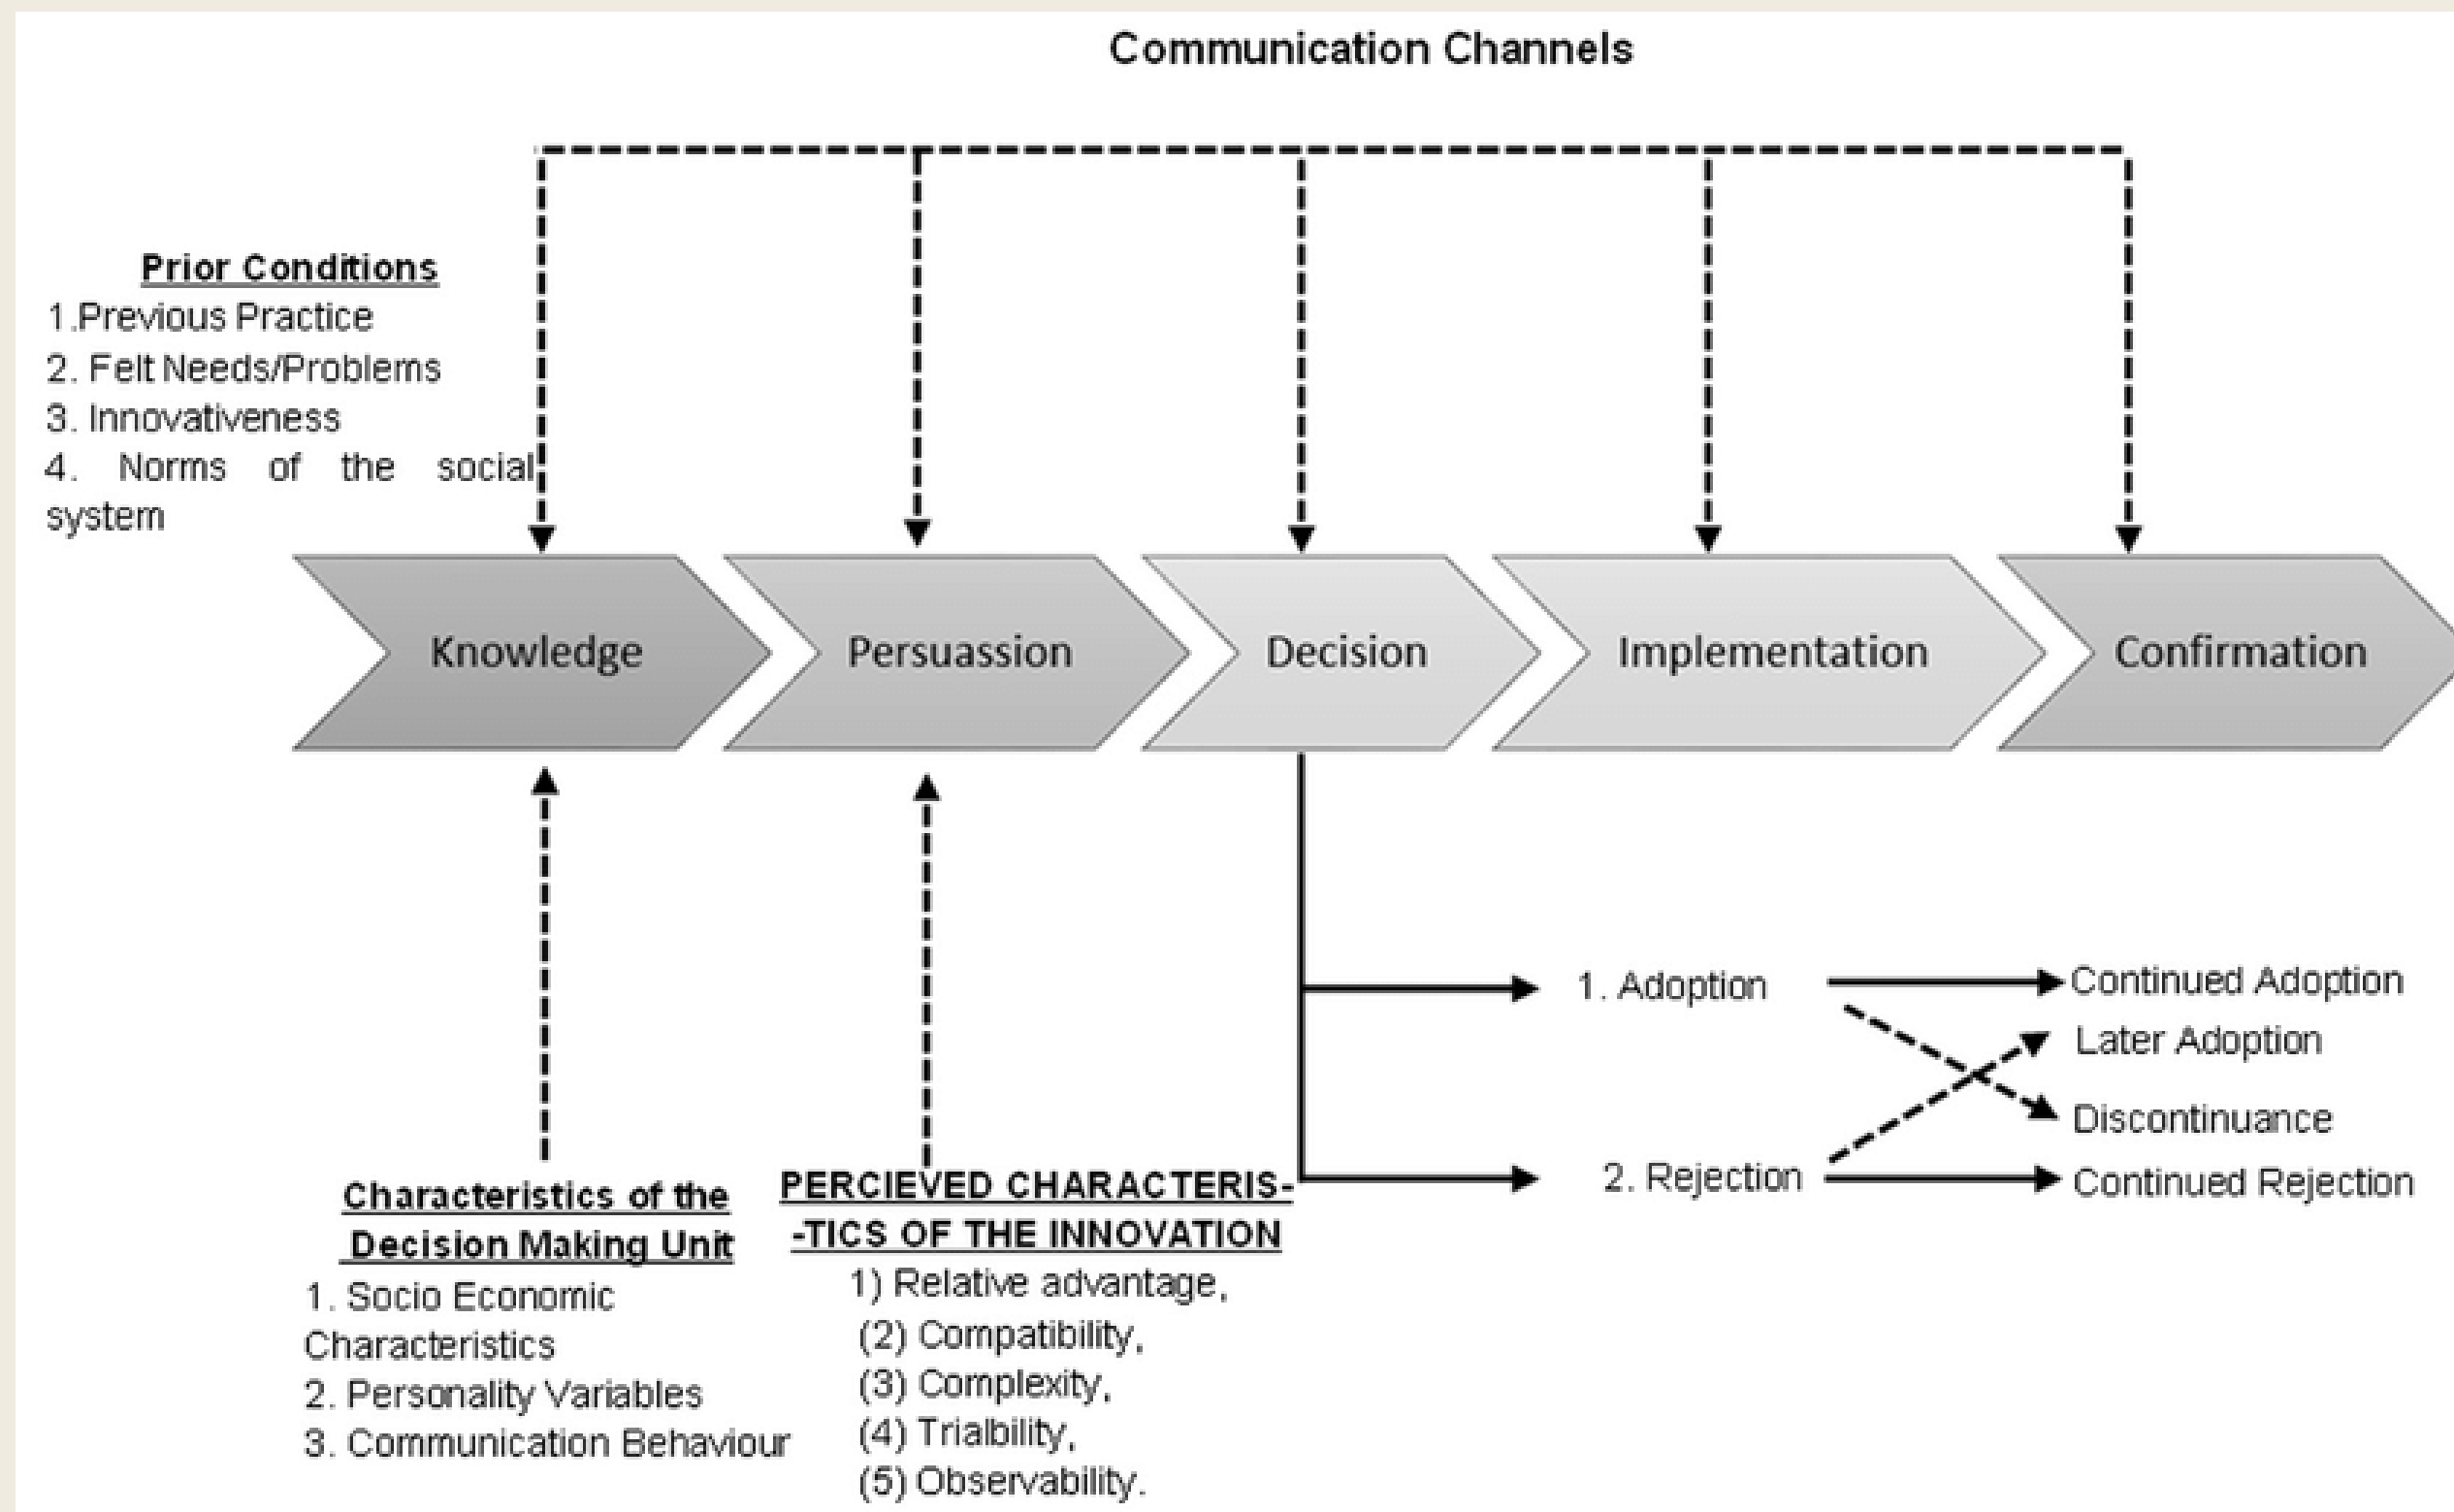 Communication Channels
Prior Conditions
1.Previous Practice
2. Felt Needs/Problems
3. Innovativeness
4. Norms of the social
system
Knowledge
Persuassion
Decision
Implementation
Confirmation
1. Adoption
2. Rejection
Continued Adoption
Later Adoption
Discontinuance
Continued Rejection
Characteristics of the
Decision Making Unit
1. Socio Economic
Characteristics
2. Personality Variables
3. Communication Behaviour
PERCIEVED CHARACTERIS-
-TICS OF THE INNOVATION
1) Relative advantage,
(2) Compatibility,
(3) Complexity,
(4) Trialbility,
(5) Observability.